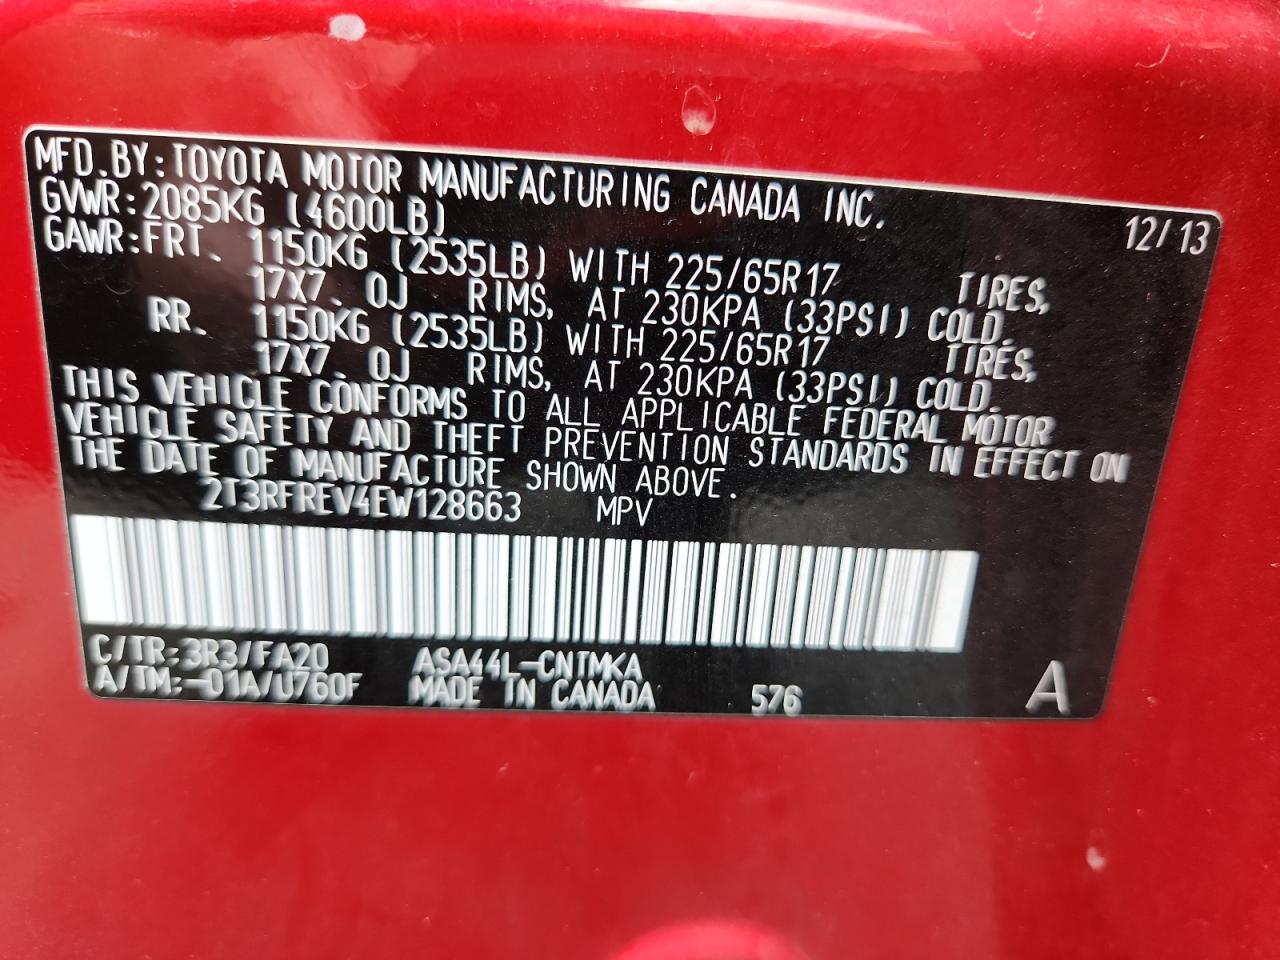 MFD.BY:TOYOTA MOTOR MANUFACTURING CANADA INC.
GVWR:2085KG (4600LB) 12/13
GAWR:FRT. 1150KG (2535LB) WITH 225/65R17 TIRES,
17X7.0J RIMS, AT 230KPA (33PSI) COLD.
RR. 1150KG (2535LB) WITH 225/65R17 TIRES,
17X7.0J RIMS, AT 230KPA (33PSI) COLD.
THIS VEHICLE CONFORMS TO ALL APPLICABLE FEDERAL MOTOR
VEHICLE SAFETY AND THEFT PREVENTION STANDARDS IN EFFECT ON
THE DATE OF MANUFACTURE SHOWN ABOVE.
2T3RFREV4EW128663 MPV
C/TR:3R3/FA20 ASA44L-CNTMKA
A/TM:-01A/U760F MADE IN CANADA 576 A